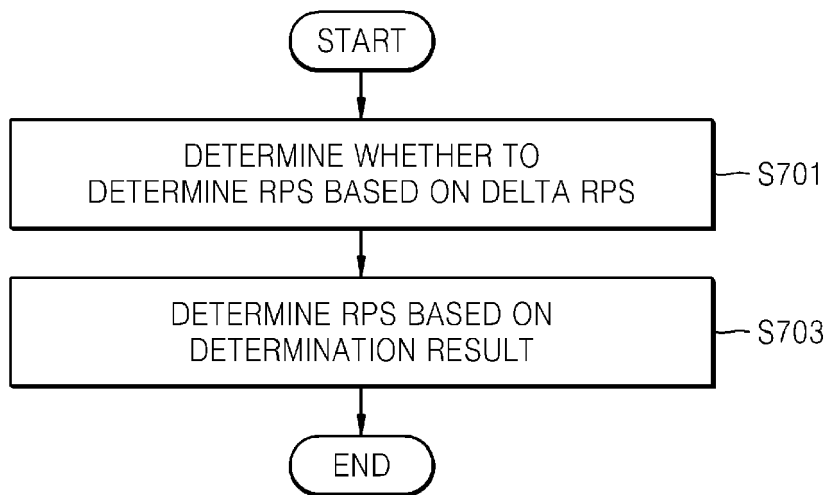 START
DETERMINE WHETHER TO
DETERMINE RPS BASED ON DELTA RPS
S701
DETERMINE RPS BASED ON
DETERMINATION RESULT
S703
END